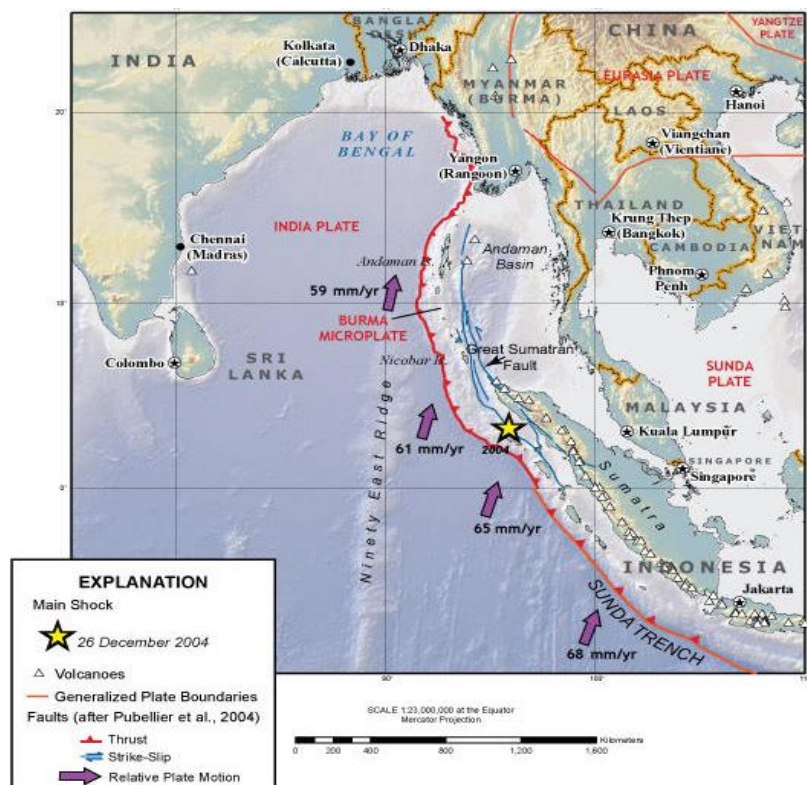 BANGLA
DESH
CHINA
YANGTZE
PLATE
INDIA
Kolkata
(Calcutta)
Dhaka
MYANMAR
(BURMA)
EURASIA PLATE
Hanoi
20°
LAOS
BAY OF
BENGAL
Viangchan
(Vientiane)
Yangon
(Rangoon)
THAILAND
INDIA PLATE
Krung Thep
(Bangkok)
VIET
NAM
Chennai
(Madras)
CAMBODIA
Andaman
Basin
Andaman Is.
Phnom
Penh
59 mm/yr
10°
BURMA
MICROPLATE
Great Sumatran
Fault
Colombo
SRI
LANKA
Nicobar Is.
SUNDA
PLATE
MALAYSIA
Kuala Lumpur
61 mm/yr
2004
Ninety East Ridge
SINGAPORE
Singapore
0°
65 mm/yr
Sumatra
INDONESIA
Jakarta
SUNDA TRENCH
68 mm/yr
90°
100°
EXPLANATION
Main Shock
26 December 2004
Volcanoes
Generalized Plate Boundaries
Faults (after Pubellier et al., 2004)
Thrust
Strike-Slip
Relative Plate Motion
SCALE 1:23,000,000 at the Equator
Mercator Projection
Kilometers
0 100 200 400 800 1,200 1,600